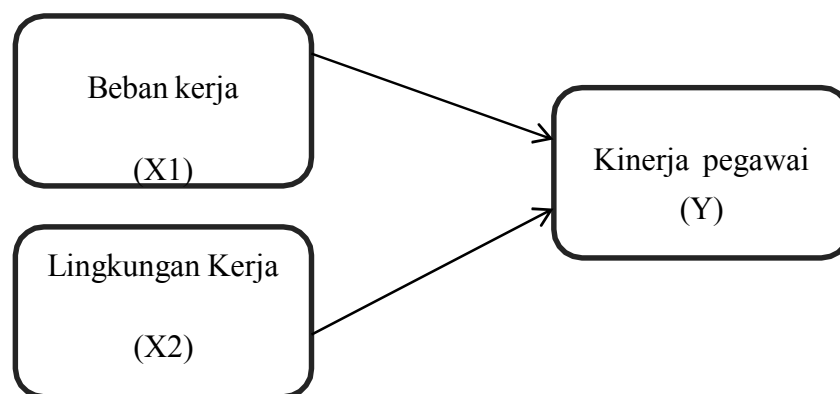 Beban kerja
(X1)
Lingkungan Kerja
(X2)
Kinerja pegawai
(Y)